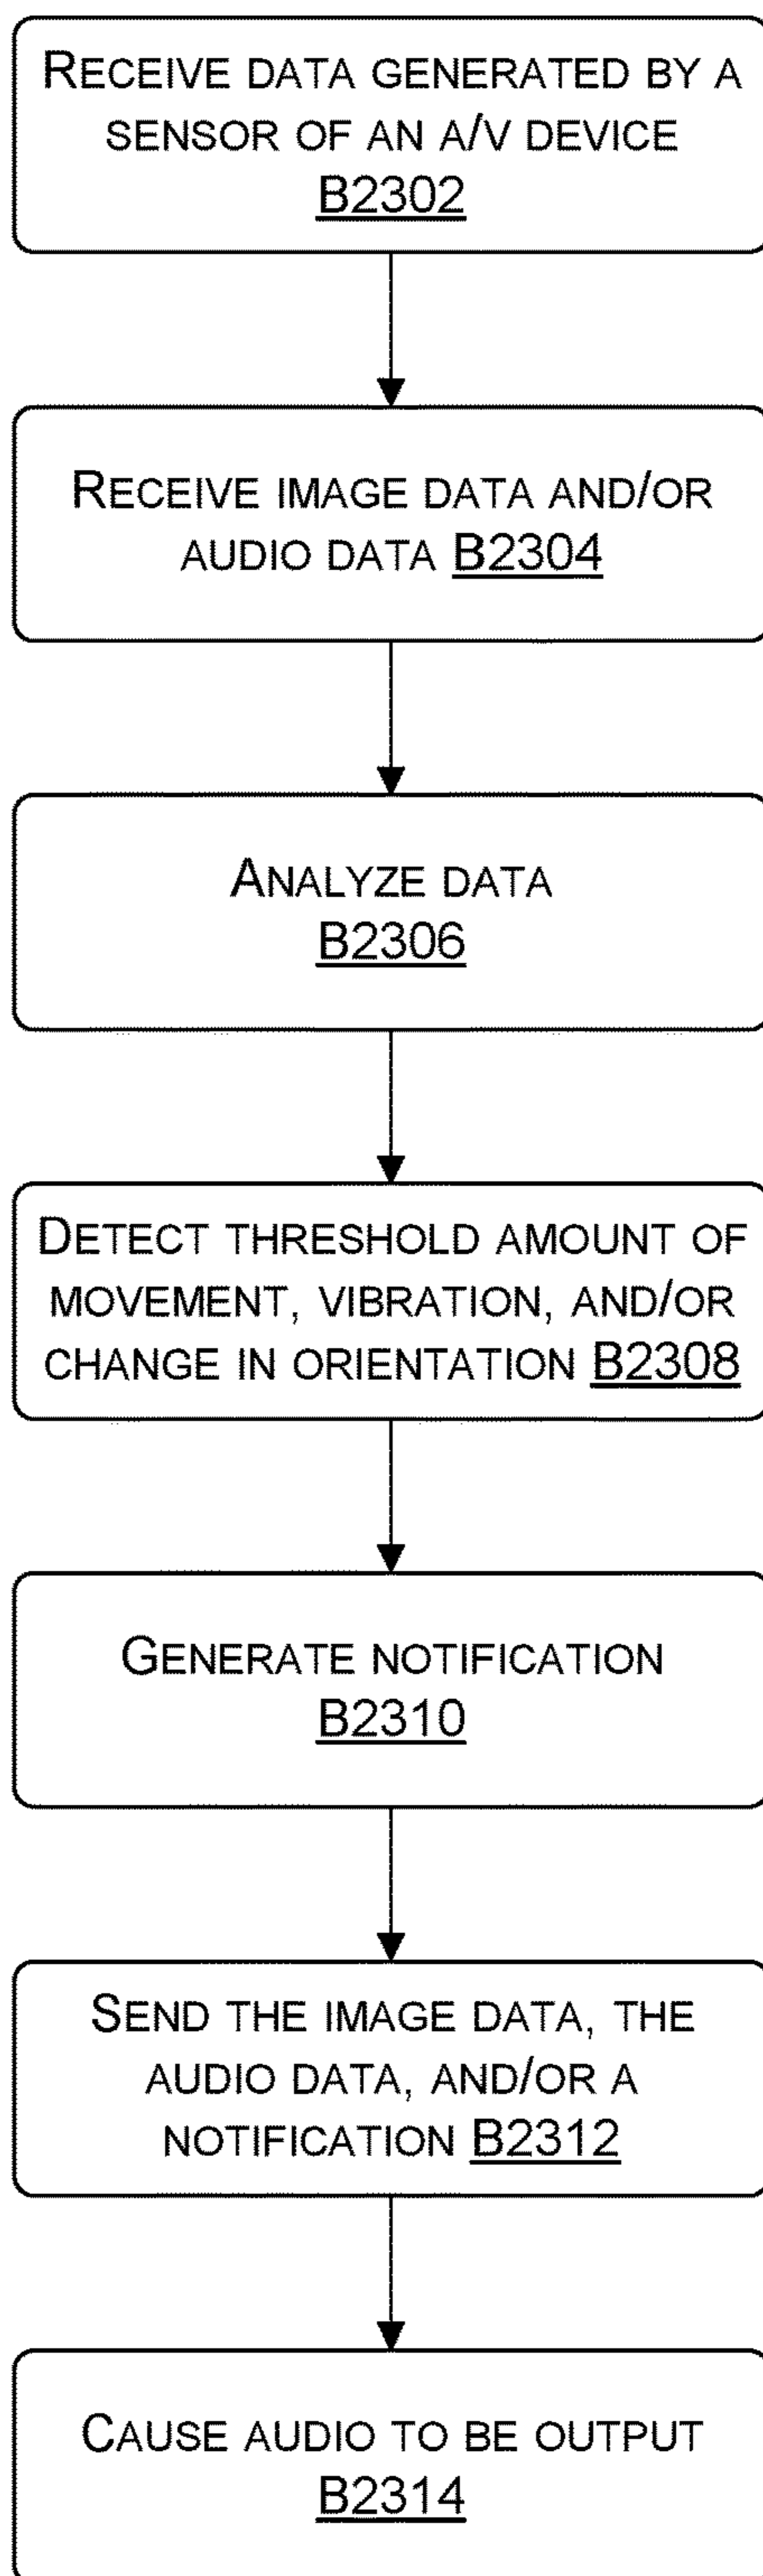 RECEIVE DATA GENERATED BY A
SENSOR OF AN A/V DEVICE
B2302
RECEIVE IMAGE DATA AND/OR
AUDIO DATA B2304
ANALYZE DATA
B2306
DETECT THRESHOLD AMOUNT OF
MOVEMENT, VIBRATION, AND/OR
CHANGE IN ORIENTATION B2308
GENERATE NOTIFICATION
B2310
SEND THE IMAGE DATA, THE
AUDIO DATA, AND/OR A
NOTIFICATION B2312
CAUSE AUDIO TO BE OUTPUT
B2314